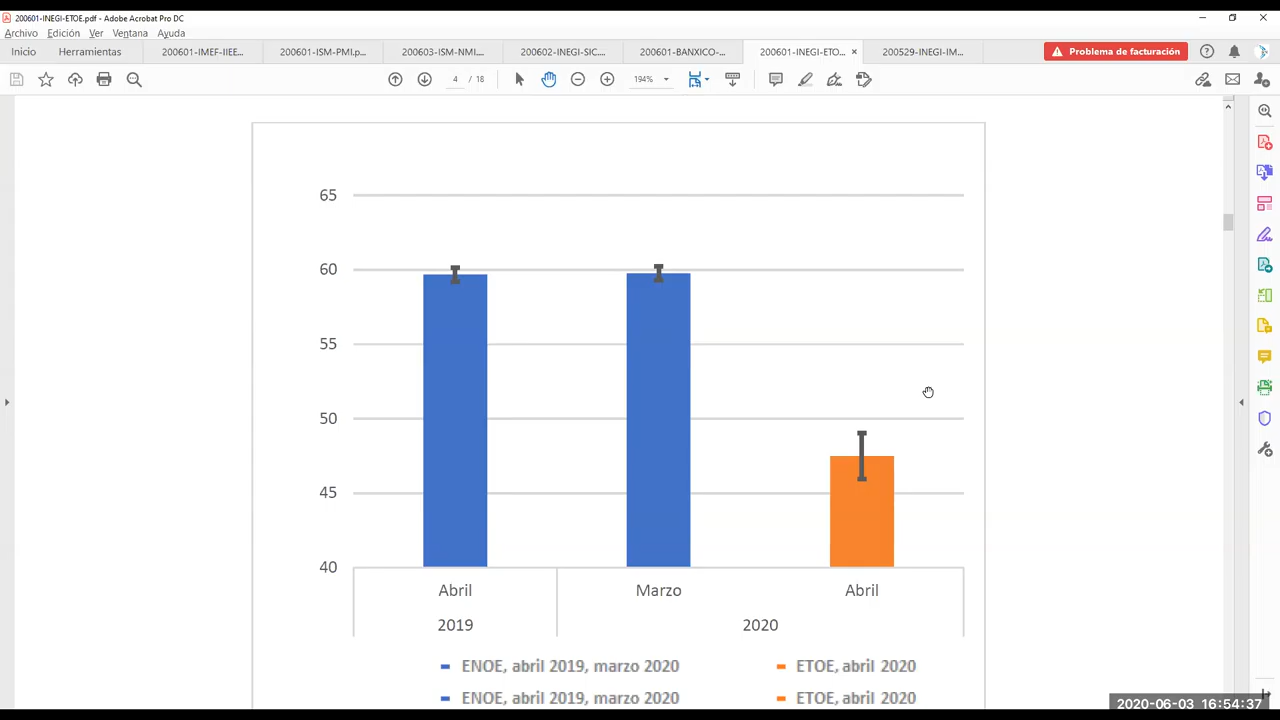 200601-INEGI-ETOE.pdf - Adobe Acrobat Pro DC
Archivo Edición Ver Ventana Ayuda
Inicio Herramientas 200601-IMEF-IIEE... 200601-ISM-PMI.p... 200603-ISM-NMI.... 200602-INEGI-SIC.... 200601-BANXICO-... 200601-INEGI-ETO... × 200529-INEGI-IM... Problema de facturación
4 / 18 194%
65
60
55
50
45
40
Abril Marzo Abril
2019 2020
ENOE, abril 2019, marzo 2020 ETOE, abril 2020
ENOE, abril 2019, marzo 2020 ETOE, abril 2020
2020-06-03 16:54:37